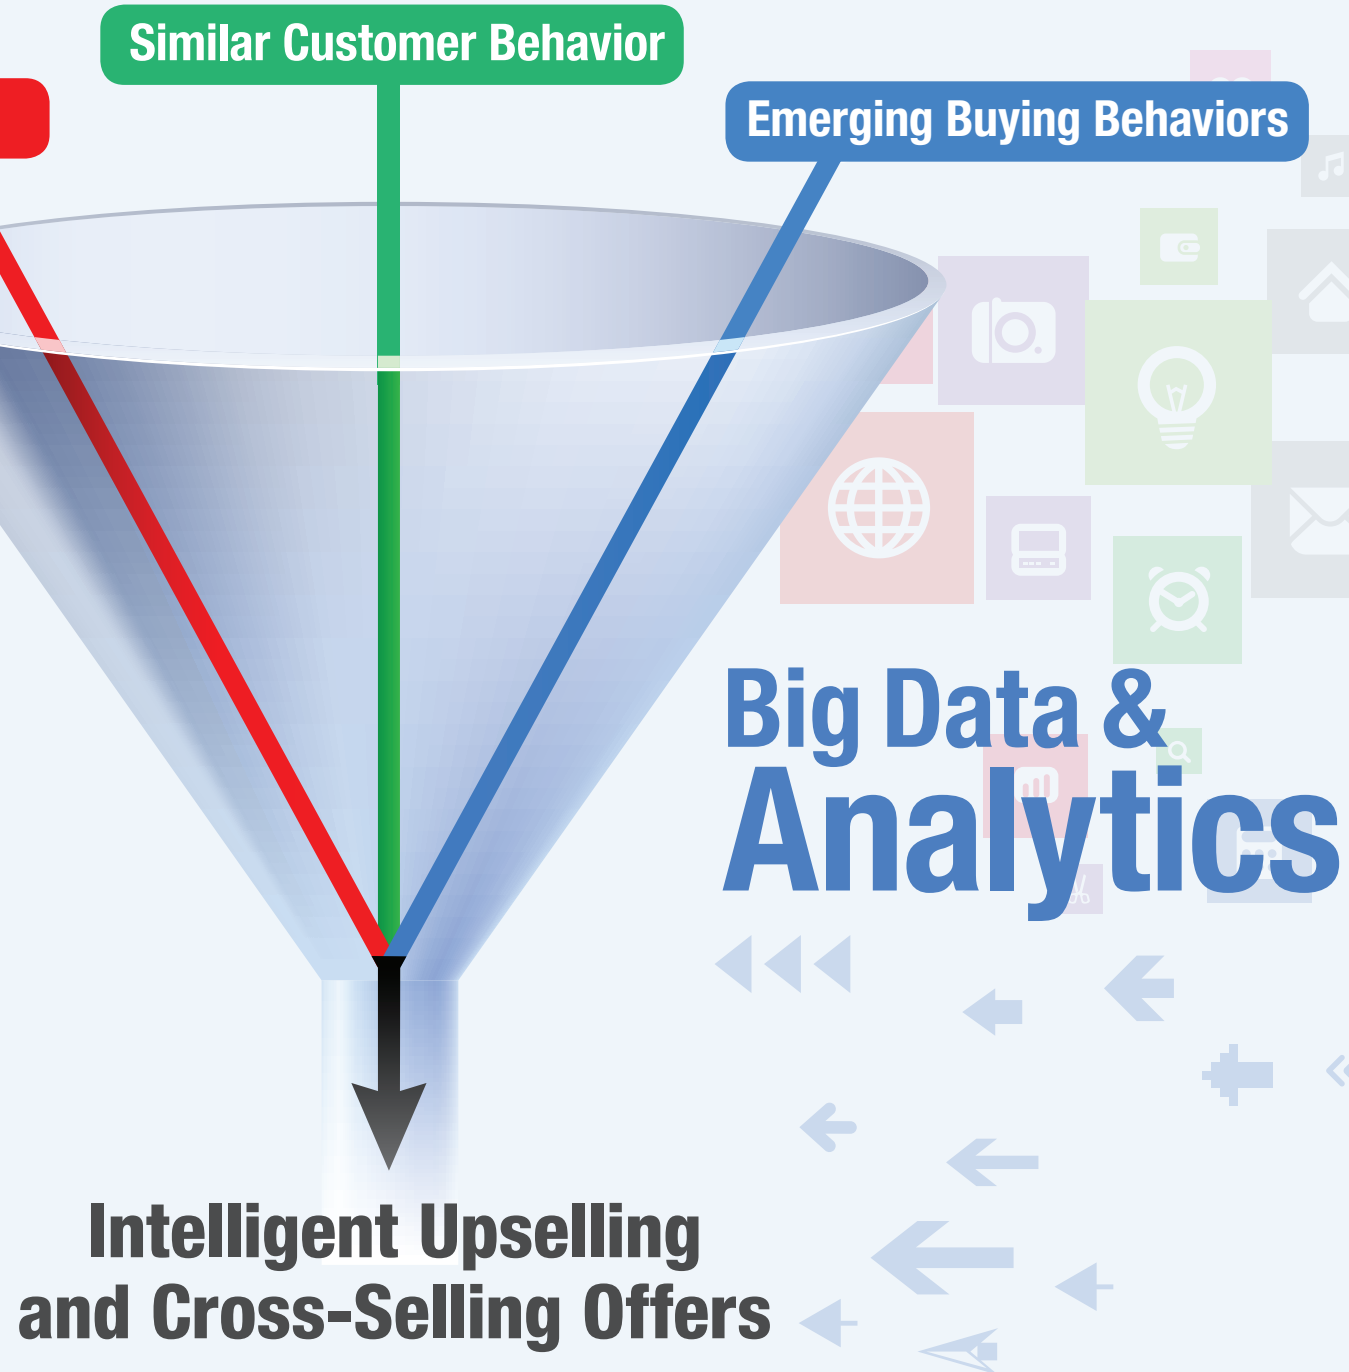 Similar Customer Behavior
Emerging Buying Behaviors
Big Data &
Analytics
Intelligent Upselling
and Cross-Selling Offers